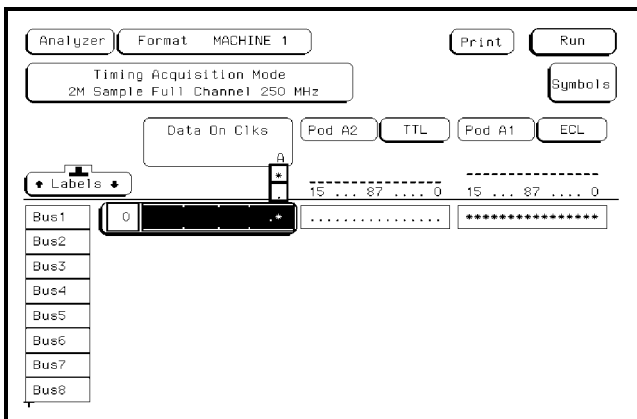 Analyzer Format MACHINE 1 Print Run
Timing Acquisition Mode
2M Sample Full Channel 250 MHz
Symbols
Data On Clks Pod A2 TTL Pod A1 ECL
A
*
.
Labels 15 ... 87 .... 0 15 ... 87 .... 0
Bus1 0 .* ................ ****************
Bus2
Bus3
Bus4
Bus5
Bus6
Bus7
Bus8